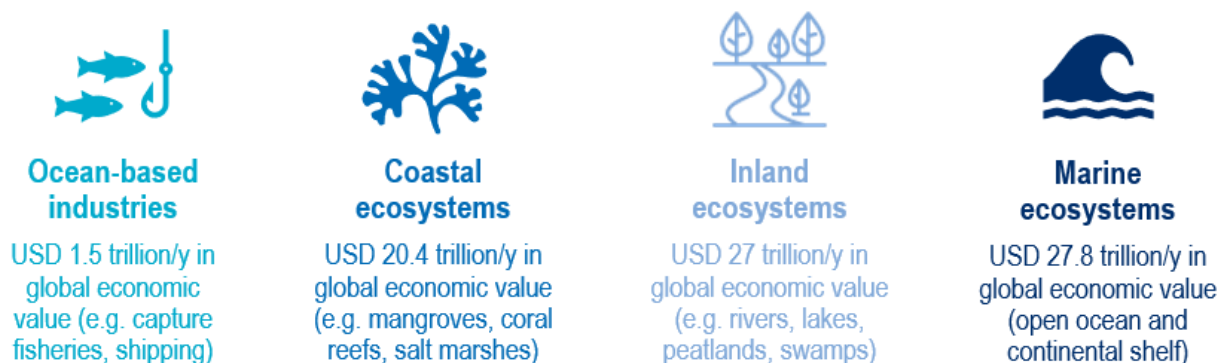 Ocean-based
industries
USD 1.5 trillion/y in
global economic
value (e.g. capture
fisheries, shipping)
Coastal
ecosystems
USD 20.4 trillion/y in
global economic value
(e.g. mangroves, coral
reefs, salt marshes)
Inland
ecosystems
USD 27 trillion/y in
global economic value
(e.g. rivers, lakes,
peatlands, swamps)
Marine
ecosystems
USD 27.8 trillion/y in
global economic value
(open ocean and
continental shelf)